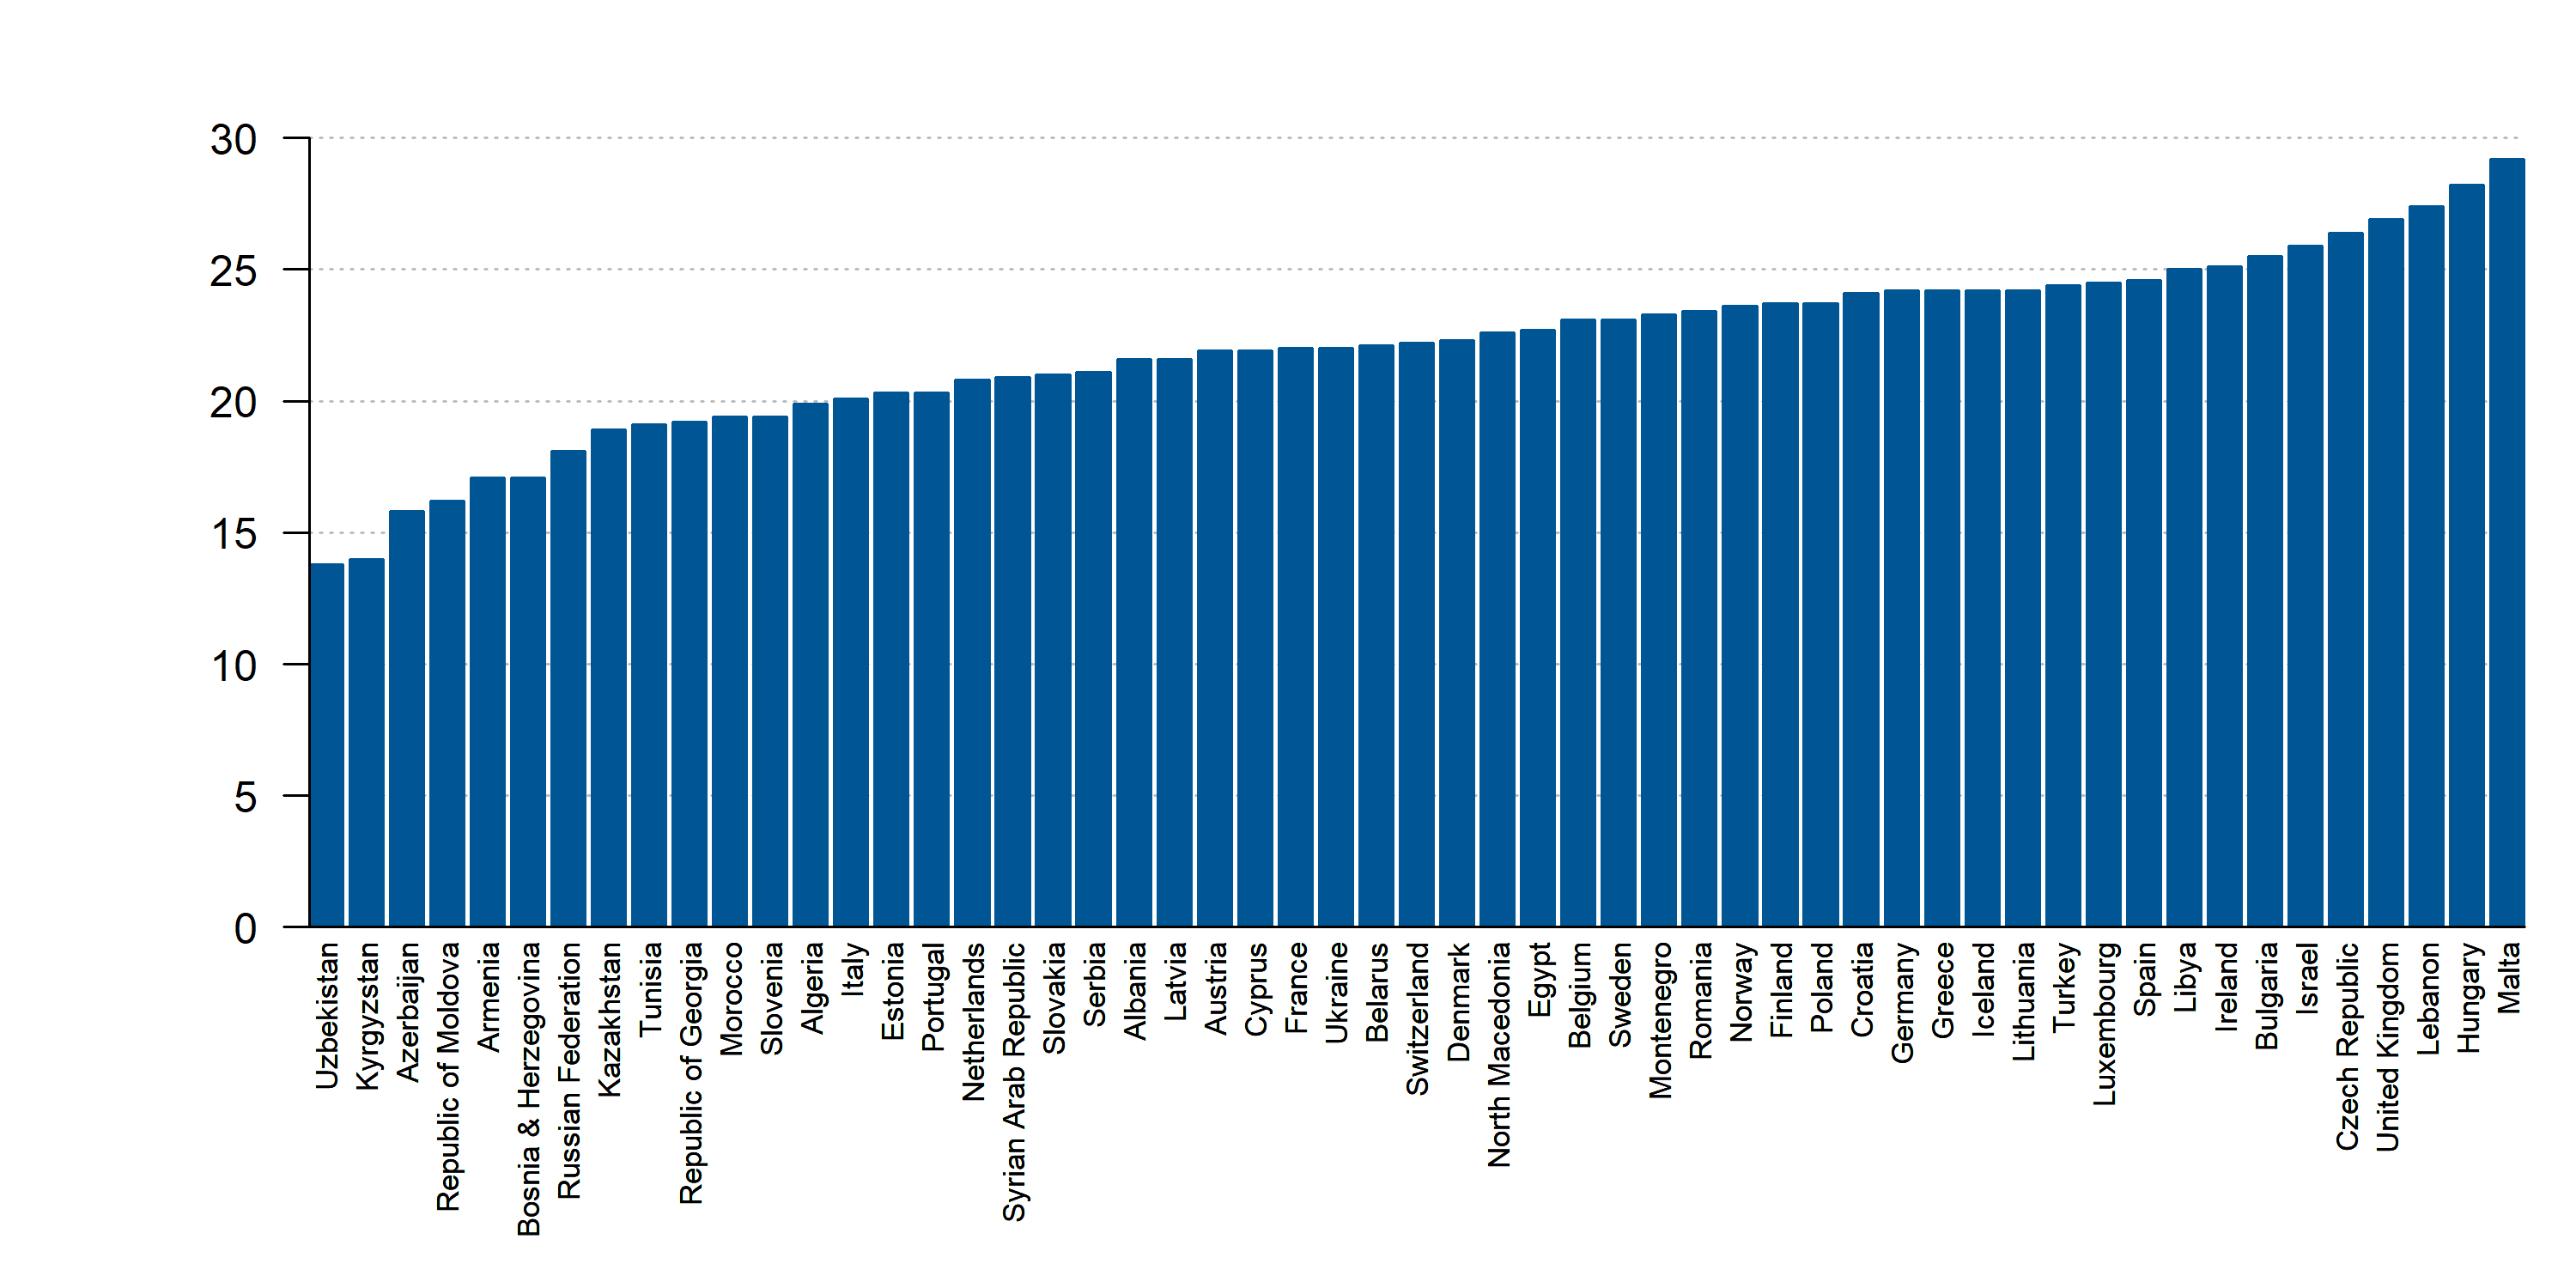 30
25
20
15
10
5
0
Uzbekistan
Kyrgyzstan
Azerbaijan
Republic of Moldova
Armenia
Bosnia & Herzegovina
Russian Federation
Kazakhstan
Tunisia
Republic of Georgia
Morocco
Slovenia
Algeria
Italy
Estonia
Portugal
Netherlands
Syrian Arab Republic
Slovakia
Serbia
Albania
Latvia
Austria
Cyprus
France
Ukraine
Belarus
Switzerland
Denmark
North Macedonia
Egypt
Belgium
Sweden
Montenegro
Romania
Norway
Finland
Poland
Croatia
Germany
Greece
Iceland
Lithuania
Turkey
Luxembourg
Spain
Libya
Ireland
Bulgaria
Israel
Czech Republic
United Kingdom
Lebanon
Hungary
Malta